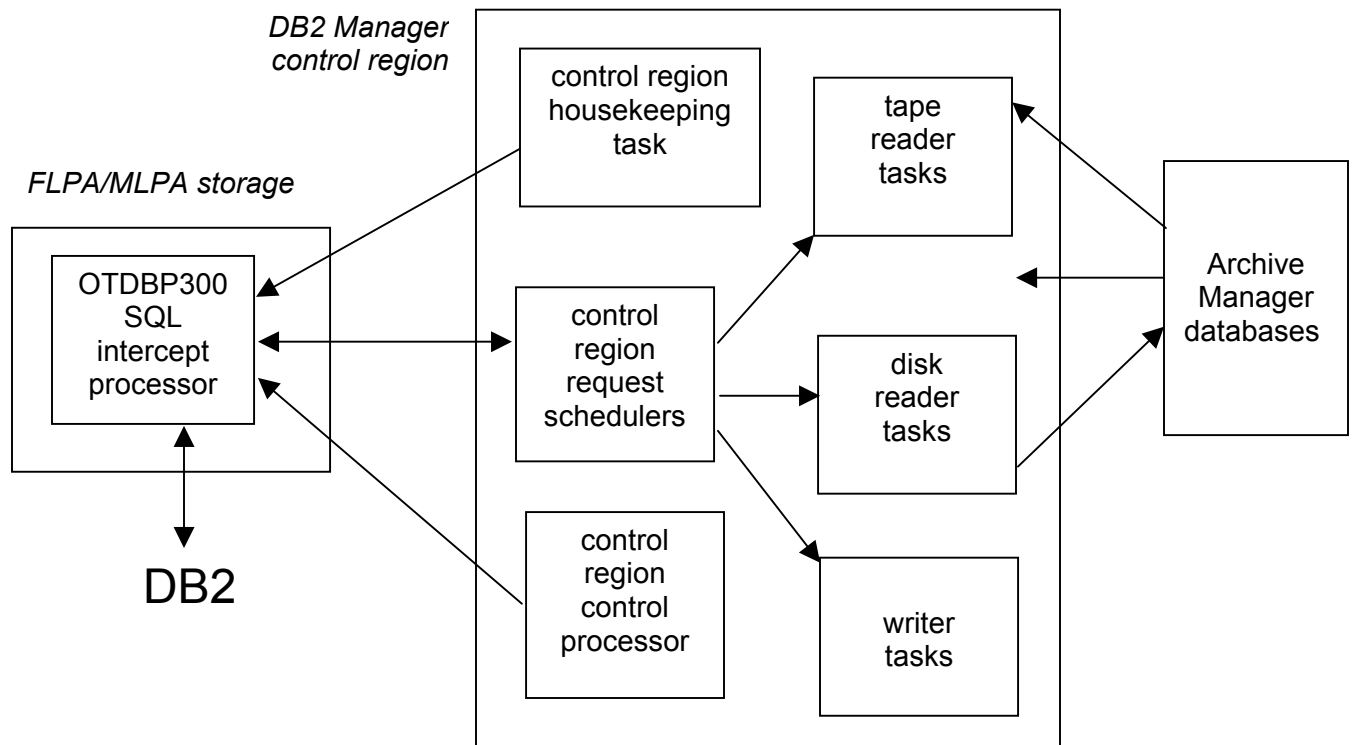 DB2 Manager
control region
control region
housekeeping
task
tape
reader
tasks
FLPA/MLPA storage
OTDBP300
SQL
intercept
processor
control
region
request
schedulers
disk
reader
tasks
Archive
Manager
databases
DB2
control
region
control
processor
writer
tasks